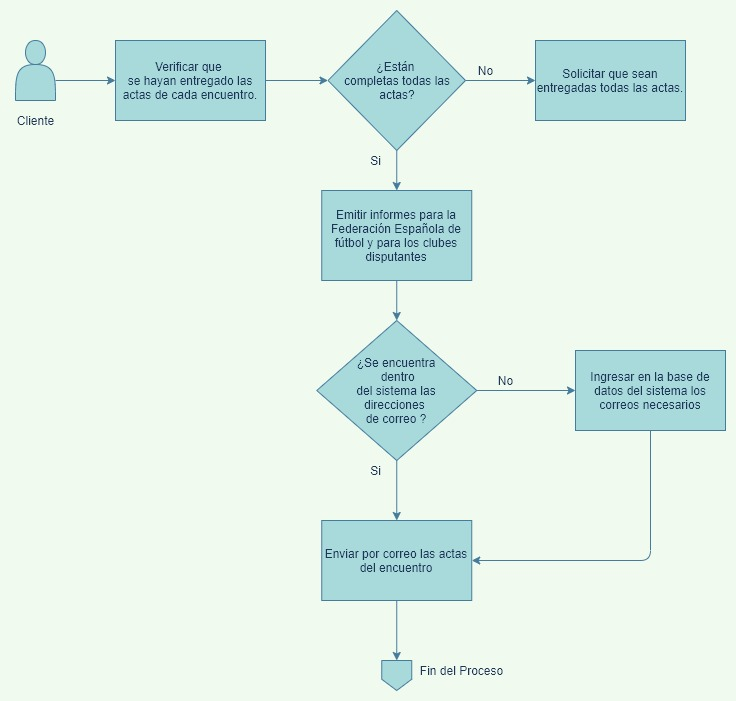 Cliente
Verificar que
se hayan entregado las
actas de cada encuentro.
¿Están
completas todas las
actas?
No
Solicitar que sean
entregadas todas las actas.
Si
Emitir informes para la
Federación Española de
fútbol y para los clubes
disputantes
¿Se encuentra
dentro
del sistema las
direcciones
de correo ?
No
Ingresar en la base de
datos del sistema los
correos necesarios
Si
Enviar por correo las actas
del encuentro
Fin del Proceso